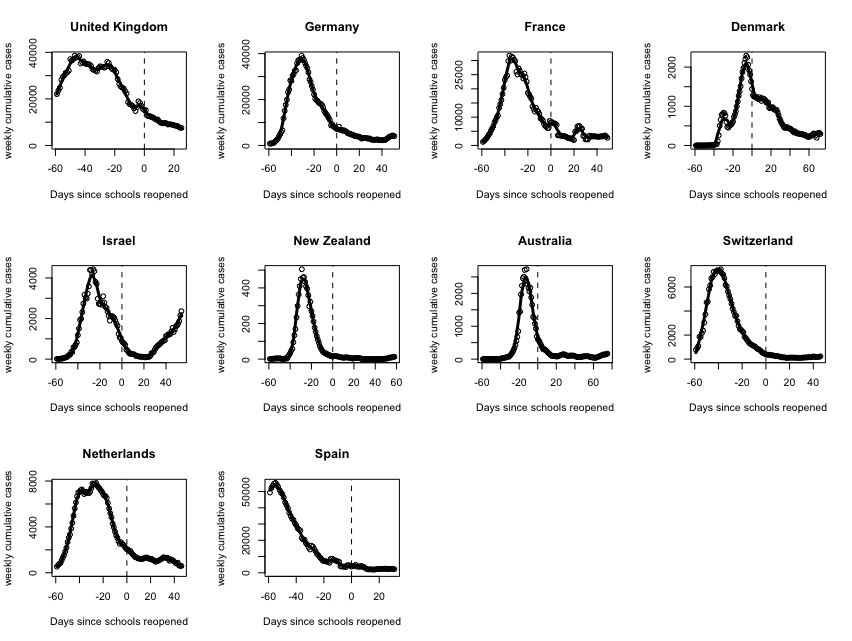 United Kingdom
weekly cumulative cases
0 20000 40000
-60 -40 -20 0 20
Days since schools reopened
Germany
weekly cumulative cases
0 20000 40000
-60 -20 0 20 40
Days since schools reopened
France
weekly cumulative cases
0 10000 25000
-60 -20 0 20 40
Days since schools reopened
Denmark
weekly cumulative cases
0 1000 2000
-60 -20 20 60
Days since schools reopened
Israel
weekly cumulative cases
0 2000 4000
-60 -40 -20 0 20 40
Days since schools reopened
New Zealand
weekly cumulative cases
0 200 400
-60 -20 0 20 40 60
Days since schools reopened
Australia
weekly cumulative cases
0 1000 2000
-60 -20 20 60
Days since schools reopened
Switzerland
weekly cumulative cases
0 2000 6000
-60 -20 0 20 40
Days since schools reopened
Netherlands
weekly cumulative cases
0 4000 8000
-60 -20 0 20 40
Days since schools reopened
Spain
weekly cumulative cases
0 20000 50000
-60 -40 -20 0 20
Days since schools reopened